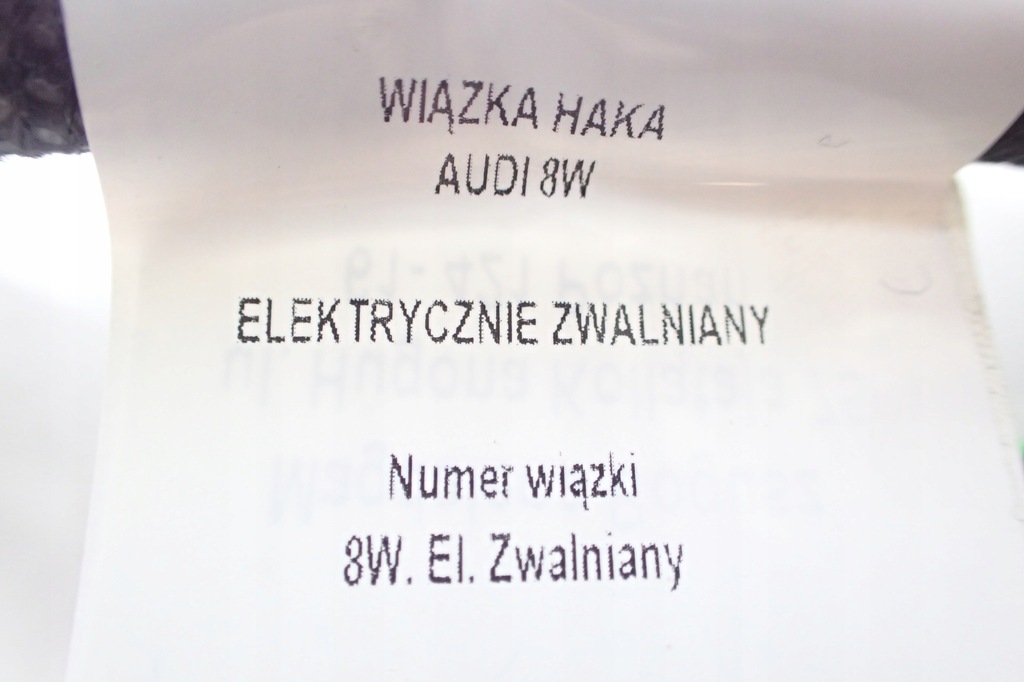 WIĄZKA HAKA
AUDI 8W
ELEKTRYCZNIE ZWALNIANY
Numer wiązki
8W. El. Zwalniany